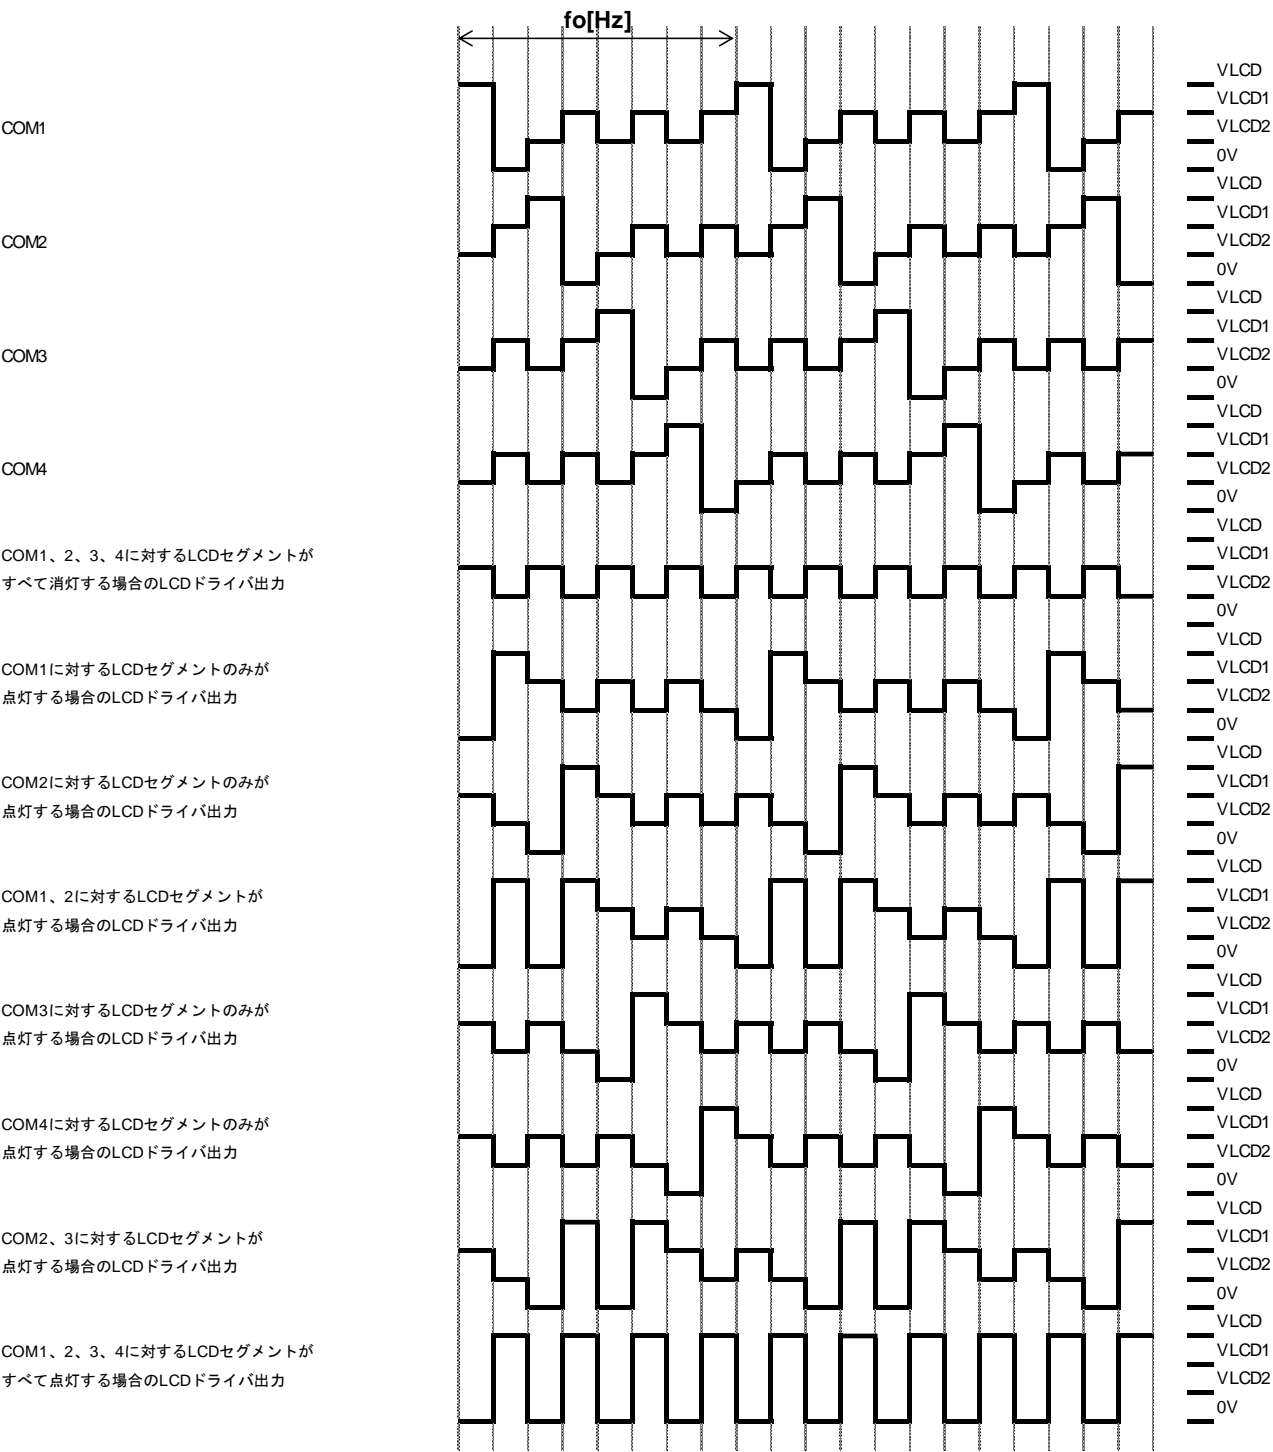 fo[Hz]
VLCD
VLCD1
COM1
VLCD2
0V
VLCD
VLCD1
COM2
VLCD2
0V
VLCD
VLCD1
COM3
VLCD2
0V
VLCD
VLCD1
COM4
VLCD2
0V
VLCD
COM1、2、3、4に対するLCDセグメントが
VLCD1
すべて消灯する場合のLCDドライバ出力
VLCD2
0V
VLCD
COM1に対するLCDセグメントのみが
VLCD1
点灯する場合のLCDドライバ出力
VLCD2
0V
VLCD
COM2に対するLCDセグメントのみが
VLCD1
点灯する場合のLCDドライバ出力
VLCD2
0V
VLCD
COM1、2に対するLCDセグメントが
VLCD1
点灯する場合のLCDドライバ出力
VLCD2
0V
VLCD
COM3に対するLCDセグメントのみが
VLCD1
点灯する場合のLCDドライバ出力
VLCD2
0V
VLCD
COM4に対するLCDセグメントのみが
VLCD1
点灯する場合のLCDドライバ出力
VLCD2
0V
VLCD
COM2、3に対するLCDセグメントが
VLCD1
点灯する場合のLCDドライバ出力
VLCD2
0V
VLCD
COM1、2、3、4に対するLCDセグメントが
VLCD1
すべて点灯する場合のLCDドライバ出力
VLCD2
0V